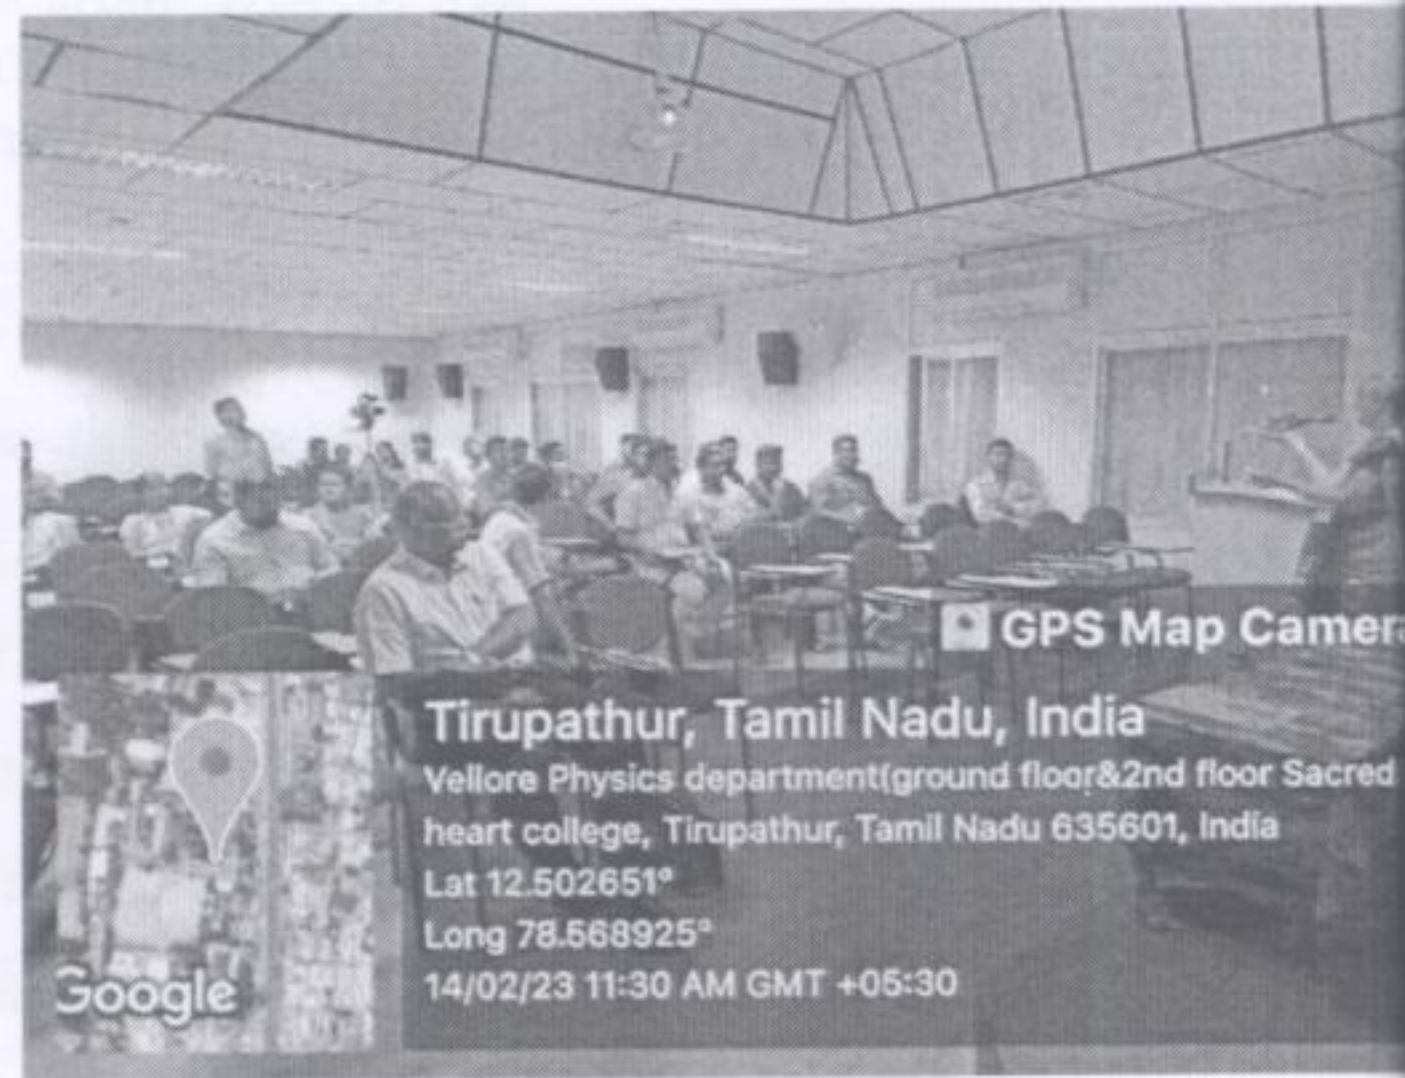 GPS Map Camera
Tirupathur, Tamil Nadu, India
Vellore Physics department(ground floor&2nd floor Sacred
heart college, Tirupathur, Tamil Nadu 635601, India
Lat 12.502651°
Long 78.568925°
14/02/23 11:30 AM GMT +05:30
Google